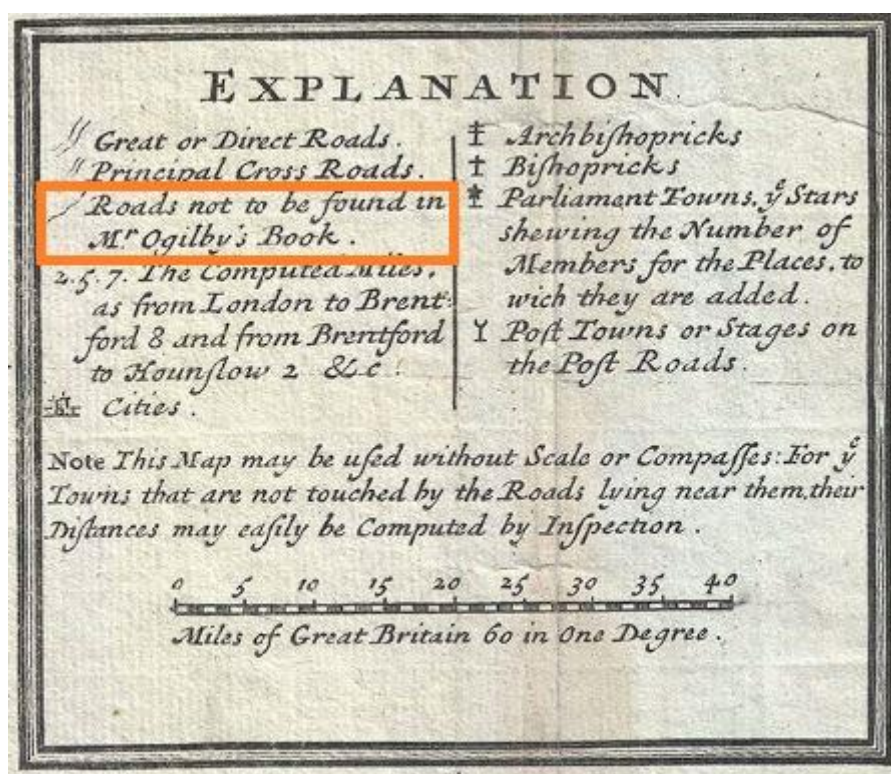 EXPLANATION.
Great or Direct Roads.
Principal Cross Roads.
Roads not to be found in
Mr Ogilby's Book.
2.5.7. The Computed Miles,
as from London to Brent:
ford 8 and from Brentford
to Hounſlow 2 &c.
Cities.
Archbiſhopricks
Biſhopricks
Parliament Towns, ye Stars
shewing the Number of
Members for the Places, to
wich they are added.
Poſt Towns or Stages on
the Poſt Roads.
Note This Map may be uſed without Scale or Compaſſes: For ye
Towns that are not touched by the Roads lying near them, their
Diſtances may eaſily be Computed by Inſpection.
0 5 10 15 20 25 30 35 40
Miles of Great Britain 60 in One Degree.